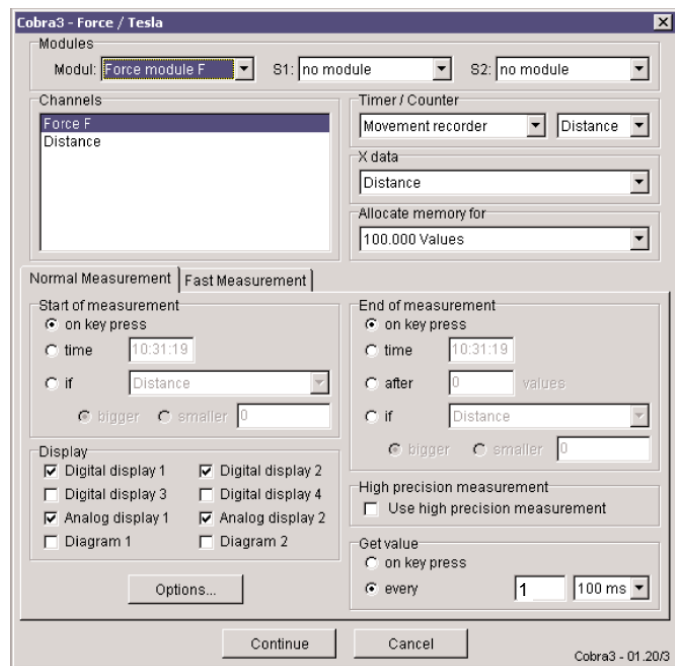 Cobra3 - Force / Tesla
Modules
Modul: Force module F S1: no module S2: no module
Channels
Force F
Distance
Timer / Counter
Movement recorder Distance
X data
Distance
Allocate memory for
100.000 Values
Normal Measurement Fast Measurement
Start of measurement
on key press
time 10:31:19
if Distance
bigger smaller 0
End of measurement
on key press
time 10:31:19
after 0 values
if Distance
bigger smaller 0
Display
Digital display 1 Digital display 2
Digital display 3 Digital display 4
Analog display 1 Analog display 2
Diagram 1 Diagram 2
High precision measurement
Use high precision measurement
Get value
on key press
every 1 100 ms
Options...
Continue Cancel
Cobra3 - 01.20/3